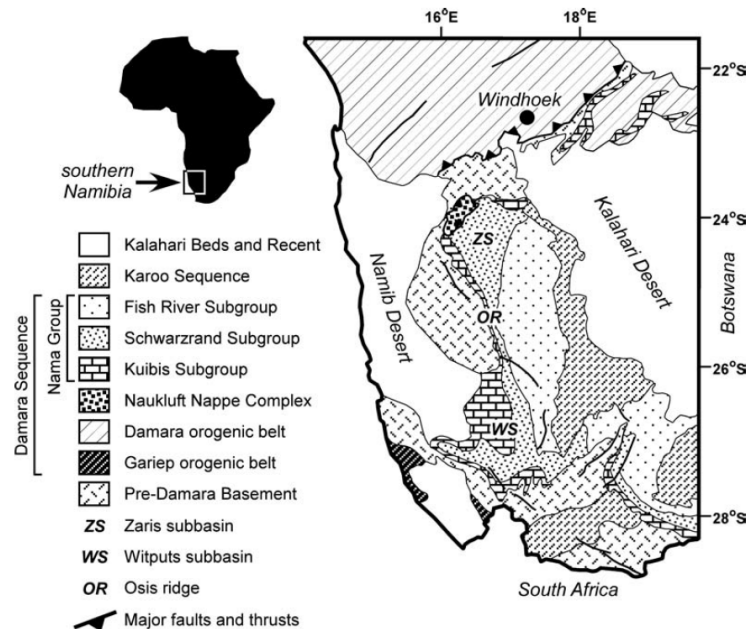 16°E
18°E
22°S
Windhoek
southern
Namibia
24°S
Kalahari Desert
ZS
Namib Desert
Botswana
OR
26°S
WS
28°S
South Africa
Kalahari Beds and Recent
Karoo Sequence
Fish River Subgroup
Schwarzrand Subgroup
Kuibis Subgroup
Naukluft Nappe Complex
Damara orogenic belt
Gariep orogenic belt
Pre-Damara Basement
Nama Group
Damara Sequence
ZS Zaris subbasin
WS Witputs subbasin
OR Osis ridge
Major faults and thrusts